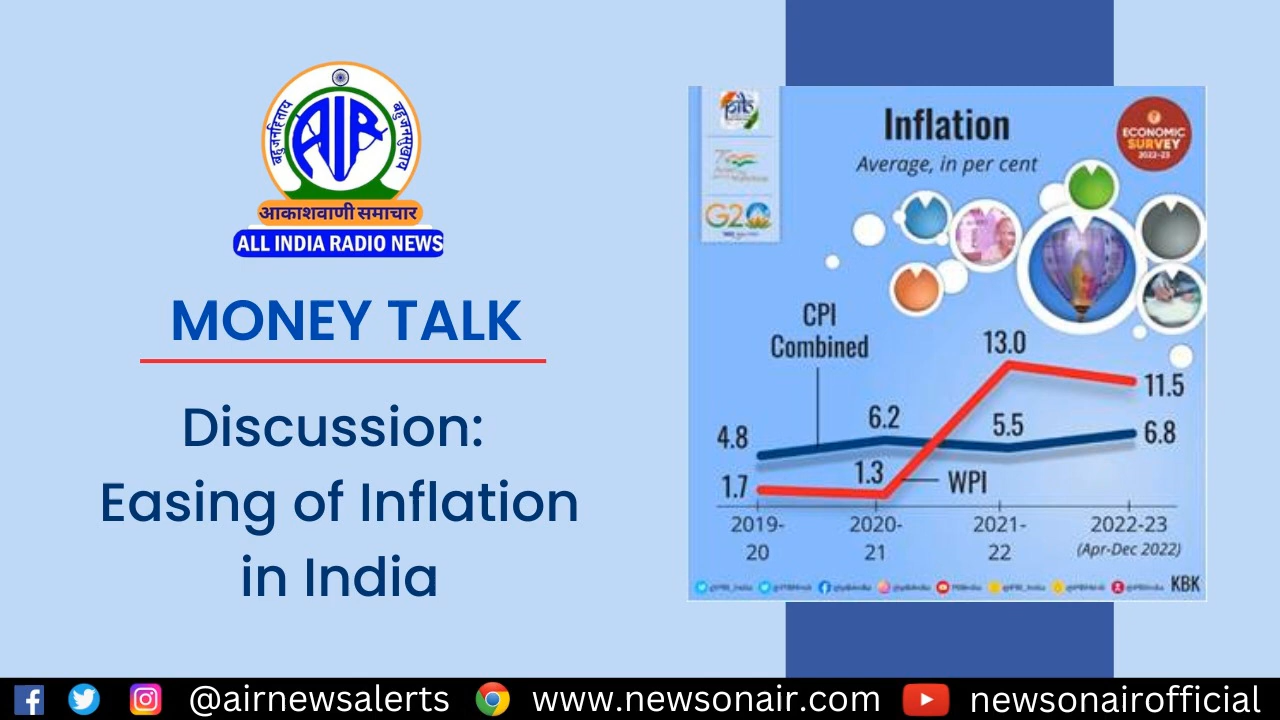 बहुजनहिताय
बहुजनसुखाय
AIR
आकाशवाणी समाचार
ALL INDIA RADIO NEWS
MONEY TALK
Discussion:
Easing of Inflation
in India
G20
Inflation
Average, in per cent
ECONOMIC
SURVEY
2022-23
CPI
Combined
13.0
11.5
6.2
5.5
6.8
4.8
1.3
WPI
1.7
2019-
20
2020-
21
2021-
22
2022-23
(Apr-Dec 2022)
KBK
@airnewsalerts
www.newsonair.com
newsonairofficial